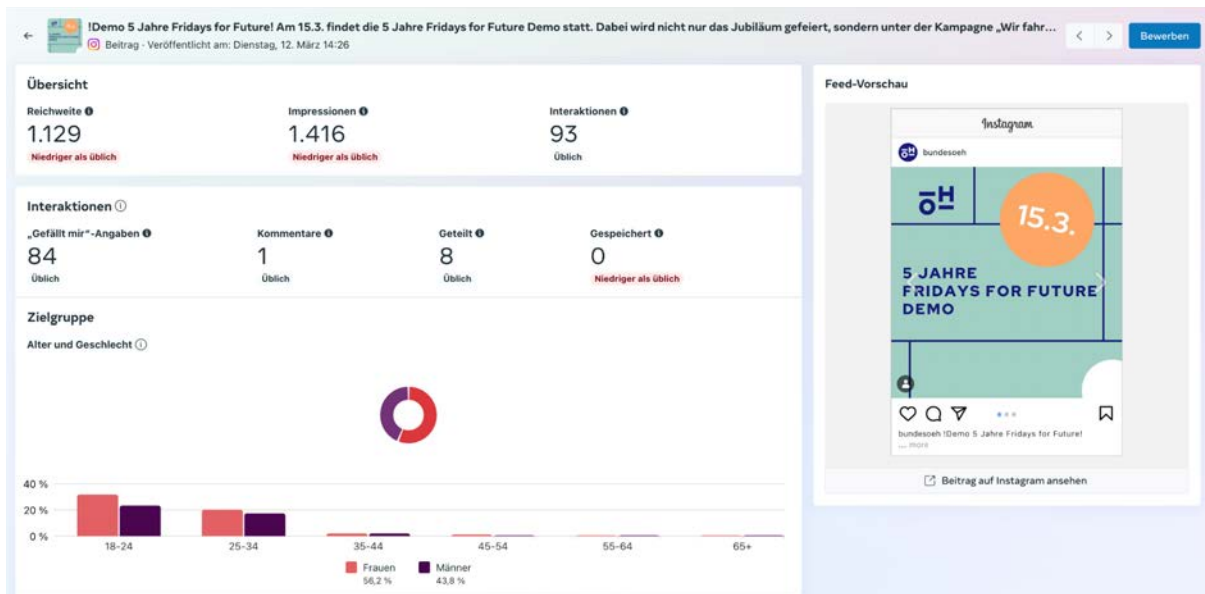 !Demo 5 Jahre Fridays for Future! Am 15.3. findet die 5 Jahre Fridays for Future Demo statt. Dabei wird nicht nur das Jubiläum gefeiert, sondern unter der Kampagne „Wir fahr...
Beitrag · Veröffentlicht am: Dienstag, 12. März 14:26
Bewerben
Übersicht
Reichweite Impressionen Interaktionen
1.129 1.416 93
Niedriger als üblich Niedriger als üblich Üblich
Interaktionen
„Gefällt mir“-Angaben Kommentare Geteilt Gespeichert
84 1 8 0
Üblich Üblich Üblich Niedriger als üblich
Zielgruppe
Alter und Geschlecht
40 %
20 %
0 %
18-24 25-34 35-44 45-54 55-64 65+
Frauen Männer
56,2 % 43,8 %
Feed-Vorschau
Instagram
bundesoeh
15.3.
5 JAHRE
FRIDAYS FOR FUTURE
DEMO
bundesoeh !Demo 5 Jahre Fridays for Future!
... more
Beitrag auf Instagram ansehen